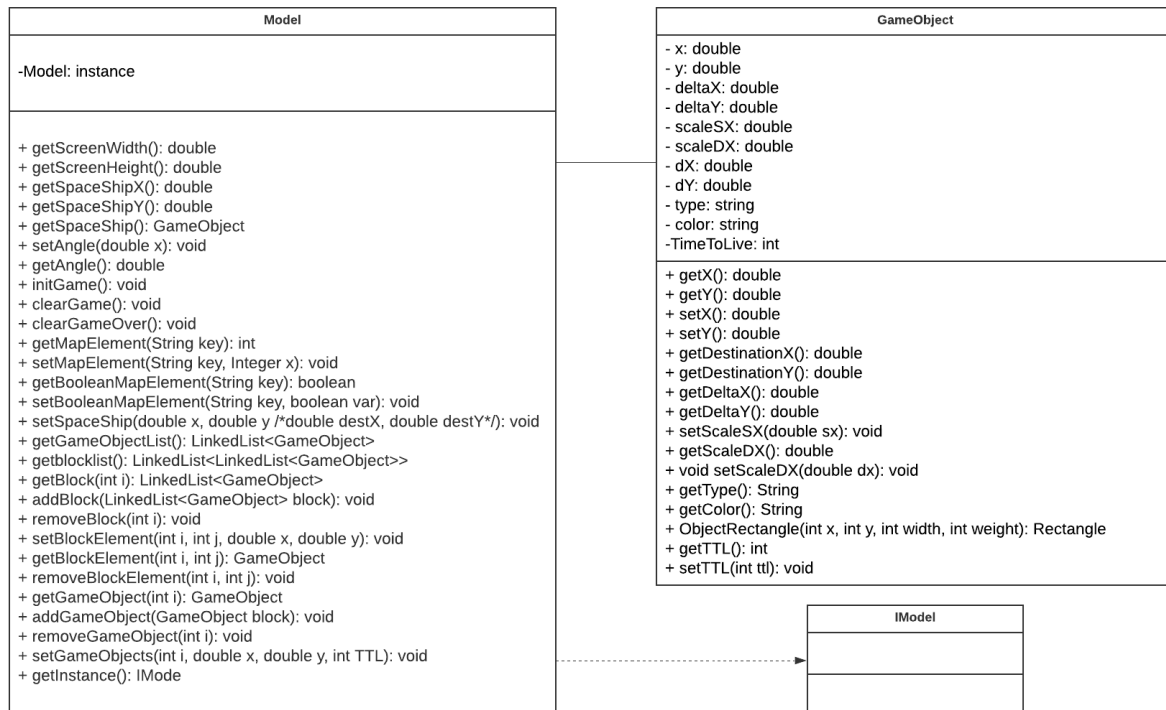 Model
-Model: instance
+ getScreenWidth(): double
+ getScreenHeight(): double
+ getSpaceShipX(): double
+ getSpaceShipY(): double
+ getSpaceShip(): GameObject
+ setAngle(double x): void
+ getAngle(): double
+ initGame(): void
+ clearGame(): void
+ clearGameOver(): void
+ getMapElement(String key): int
+ setMapElement(String key, Integer x): void
+ getBooleanMapElement(String key): boolean
+ setBooleanMapElement(String key, boolean var): void
+ setSpaceShip(double x, double y /*double destX, double destY*/): void
+ getGameObjectList(): LinkedList<GameObject>
+ getblocklist(): LinkedList<LinkedList<GameObject>>
+ getBlock(int i): LinkedList<GameObject>
+ addBlock(LinkedList<GameObject> block): void
+ removeBlock(int i): void
+ setBlockElement(int i, int j, double x, double y): void
+ getBlockElement(int i, int j): GameObject
+ removeBlockElement(int i, int j): void
+ getGameObject(int i): GameObject
+ addGameObject(GameObject block): void
+ removeGameObject(int i): void
+ setGameObjects(int i, double x, double y, int TTL): void
+ getInstance(): IMode
GameObject
- x: double
- y: double
- deltaX: double
- deltaY: double
- scaleSX: double
- scaleDX: double
- dX: double
- dY: double
- type: string
- color: string
-TimeToLive: int
+ getX(): double
+ getY(): double
+ setX(): double
+ setY(): double
+ getDestinationX(): double
+ getDestinationY(): double
+ getDeltaX(): double
+ getDeltaY(): double
+ setScaleSX(double sx): void
+ getScaleDX(): double
+ void setScaleDX(double dx): void
+ getType(): String
+ getColor(): String
+ ObjectRectangle(int x, int y, int width, int weight): Rectangle
+ getTTL(): int
+ setTTL(int ttl): void
IModel